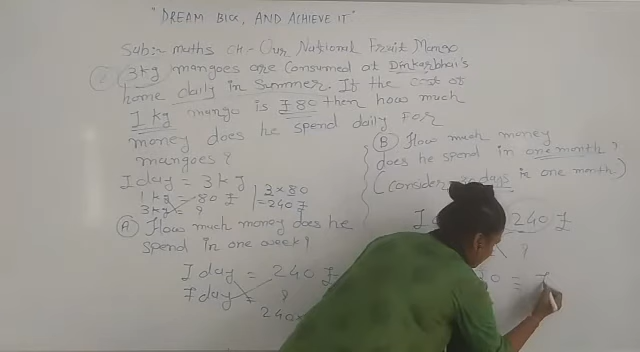 "DREAM BIG, AND ACHIEVE IT"
Sub:- maths CH - Our National Fruit Mango
3kg mangoes are consumed at Dinkarbhai's
home daily in Summer. If the cost of
1 kg mango is ₹80 then how much
money does he spend daily for
mangoes?
1 day = 3 kg
1 kg = 80 ₹
3 kg = ?
3 × 80
= 240 ₹
(A) How much money does he
spend in one week?
1 day = 240 ₹
7 day = ?
240
(B) How much money
does he spend in one month?
(Consider 30 days in one month)
1 240 ₹
?
30 =